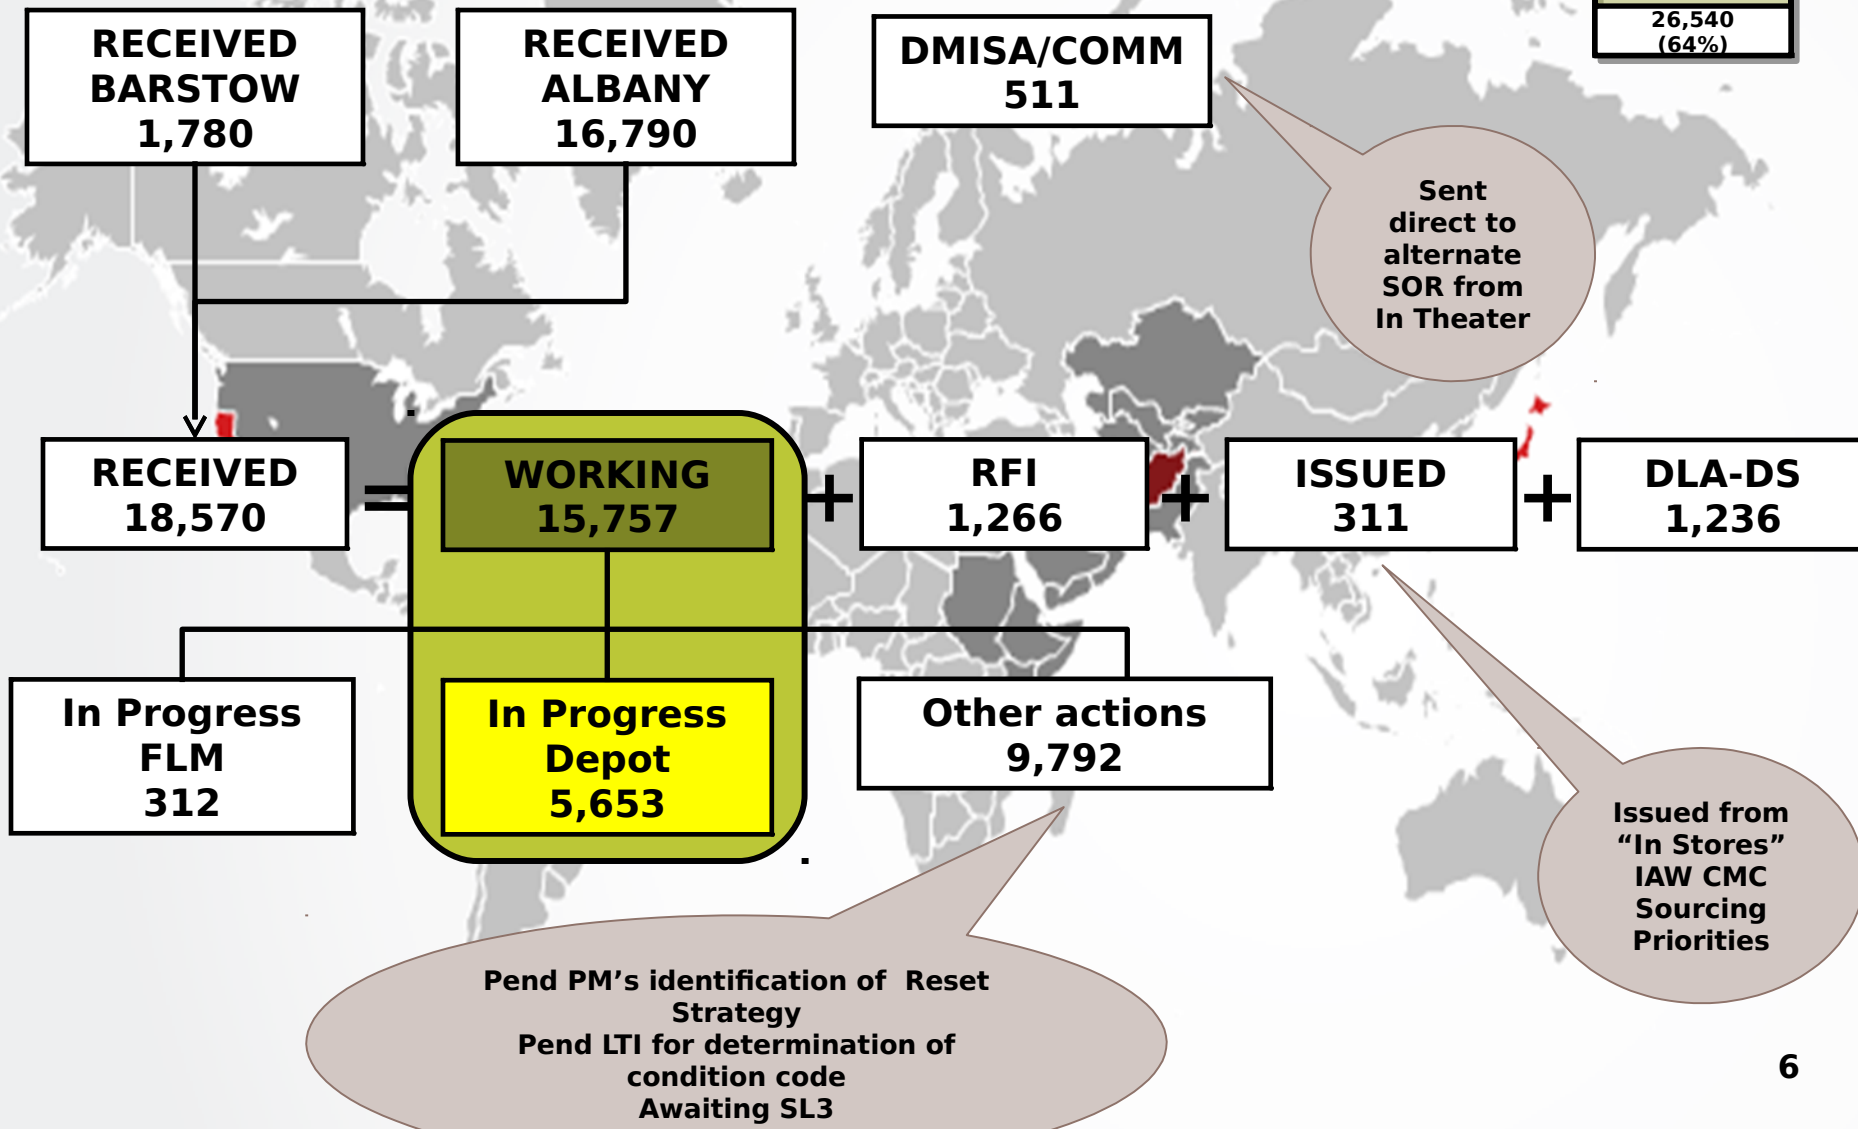 RECEIVED
BARSTOW
1,780
RECEIVED
ALBANY
16,790
DMISA/COMM
511
26,540
(64%)
Sent
direct to
alternate
SOR from
In Theater
RECEIVED
18,570
=
WORKING
15,757
+
RFI
1,266
+
ISSUED
311
+
DLA-DS
1,236
In Progress
FLM
312
In Progress
Depot
5,653
Other actions
9,792
Issued from
“In Stores”
IAW CMC
Sourcing
Priorities
Pend PM’s identification of  Reset
Strategy
Pend LTI for determination of
condition code
Awaiting SL3
6